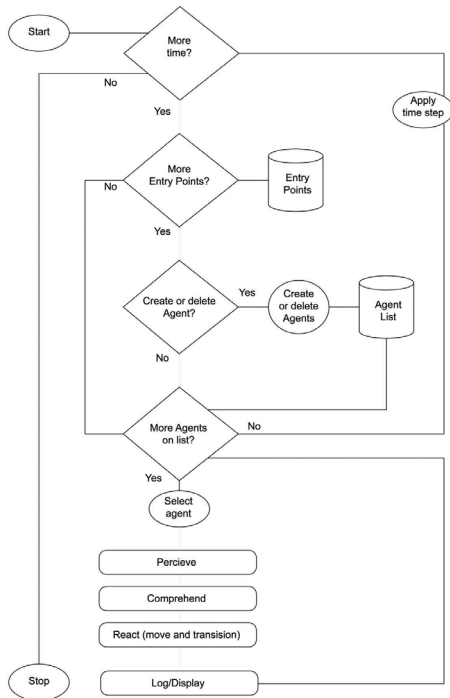 Start
More
time?
No
Yes
Apply
time step
No
More
Entry Points?
Entry
Points
Yes
Create or delete
Agent?
Yes
Create
or delete
Agents
Agent
List
No
More Agents
on list?
No
Yes
Select
agent
Percieve
Comprehend
React (move and transision)
Stop
Log/Display